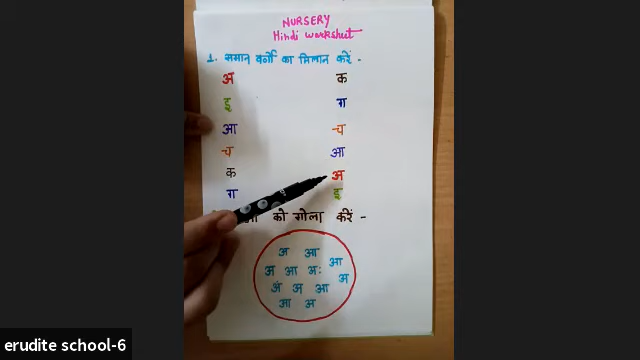 NURSERY
Hindi worksheet
1. समान वर्णों का मिलान करें -
अ क
इ ग
आ च
च आ
क अ
ग इ
को गोला करें -
अ आ
आ
अ आ अः
अ
अं अ आ
आ अ
erudite school-6